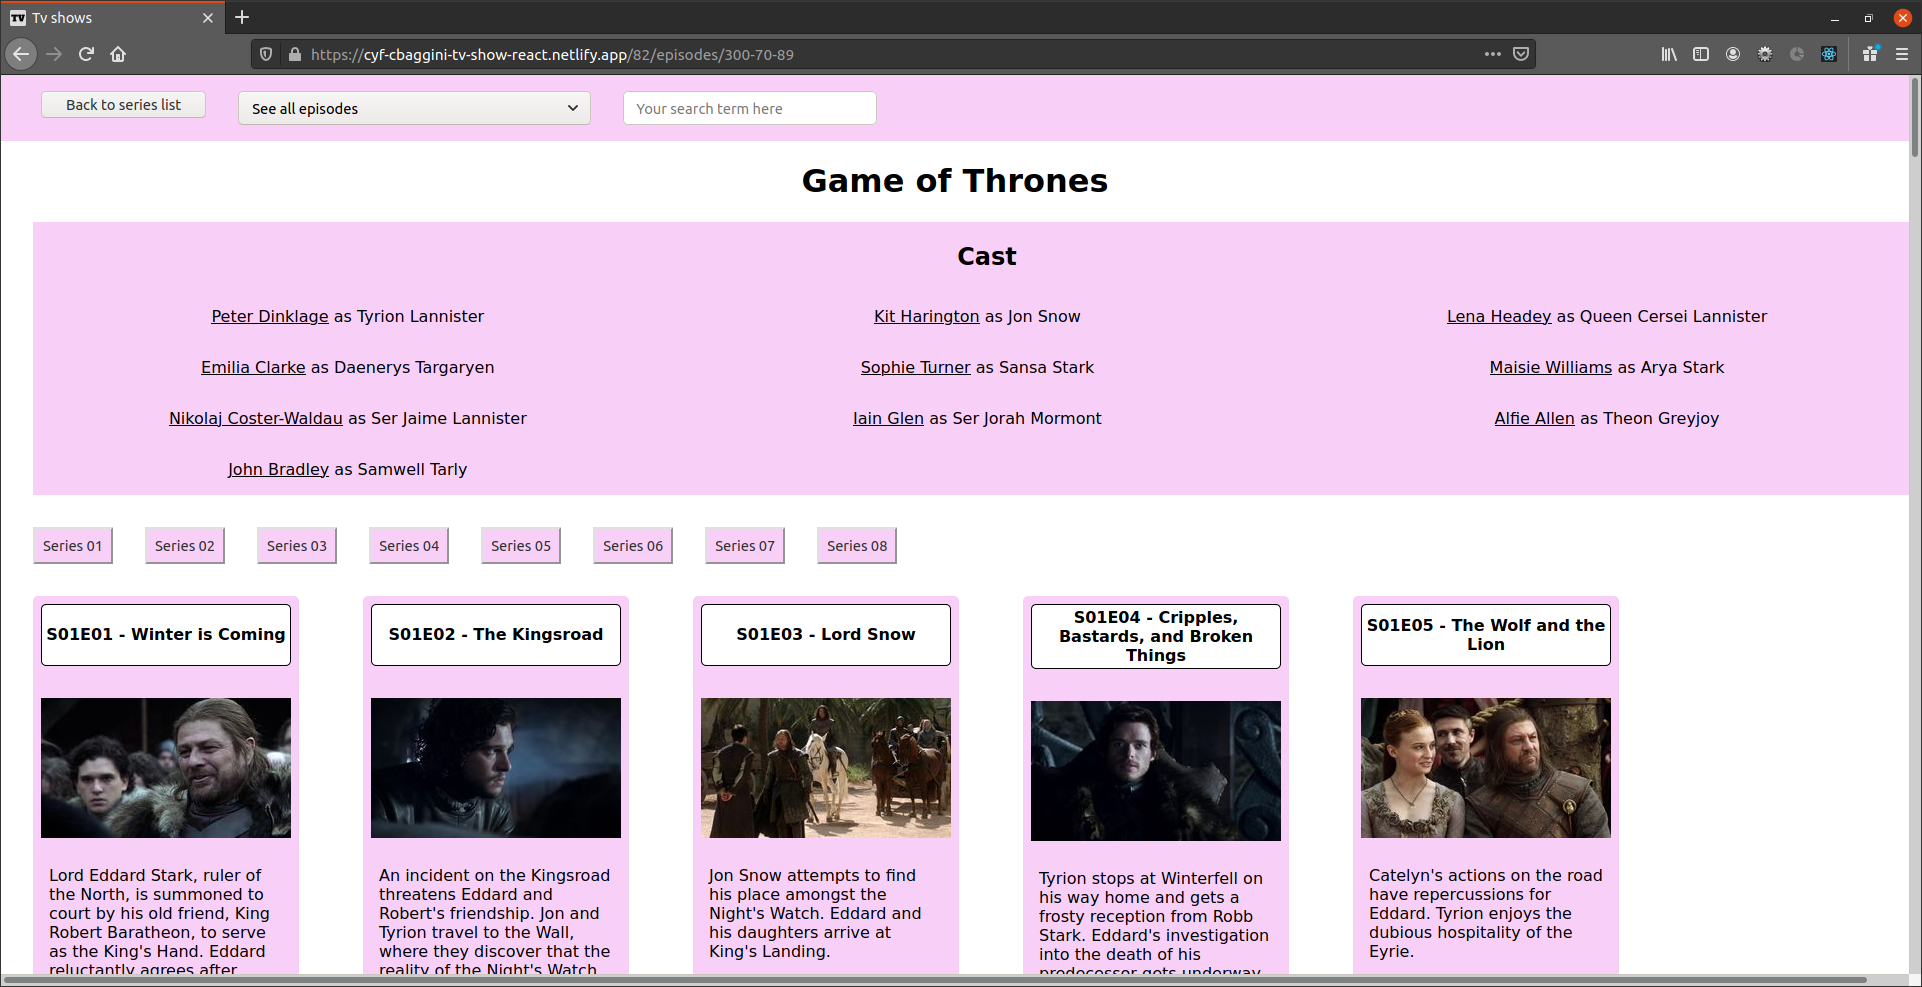 TV Tv shows
https://cyf-cbaggini-tv-show-react.netlify.app/82/episodes/300-70-89
Back to series list
See all episodes
Your search term here
Game of Thrones
Cast
Peter Dinklage as Tyrion Lannister
Kit Harington as Jon Snow
Lena Headey as Queen Cersei Lannister
Emilia Clarke as Daenerys Targaryen
Sophie Turner as Sansa Stark
Maisie Williams as Arya Stark
Nikolaj Coster-Waldau as Ser Jaime Lannister
Iain Glen as Ser Jorah Mormont
Alfie Allen as Theon Greyjoy
John Bradley as Samwell Tarly
Series 01
Series 02
Series 03
Series 04
Series 05
Series 06
Series 07
Series 08
S01E01 - Winter is Coming
Lord Eddard Stark, ruler of
the North, is summoned to
court by his old friend, King
Robert Baratheon, to serve
as the King's Hand. Eddard
reluctantly agrees after
S01E02 - The Kingsroad
An incident on the Kingsroad
threatens Eddard and
Robert's friendship. Jon and
Tyrion travel to the Wall,
where they discover that the
reality of the Night's Watch
S01E03 - Lord Snow
Jon Snow attempts to find
his place amongst the
Night's Watch. Eddard and
his daughters arrive at
King's Landing.
S01E04 - Cripples,
Bastards, and Broken
Things
Tyrion stops at Winterfell on
his way home and gets a
frosty reception from Robb
Stark. Eddard's investigation
into the death of his
predecessor gets underway
S01E05 - The Wolf and the
Lion
Catelyn's actions on the road
have repercussions for
Eddard. Tyrion enjoys the
dubious hospitality of the
Eyrie.